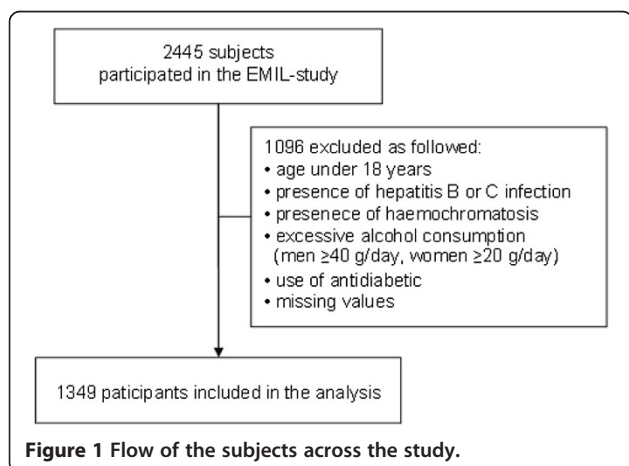 2445 subjects
participated in the EMIL-study
1096 excluded as followed:
• age under 18 years
• presence of hepatitis B or C infection
• presenece of haemochromatosis
• excessive alcohol consumption
(men ≥40 g/day, women ≥20 g/day)
• use of antidiabetic
• missing values
1349 paticipants included in the analysis
Figure 1 Flow of the subjects across the study.